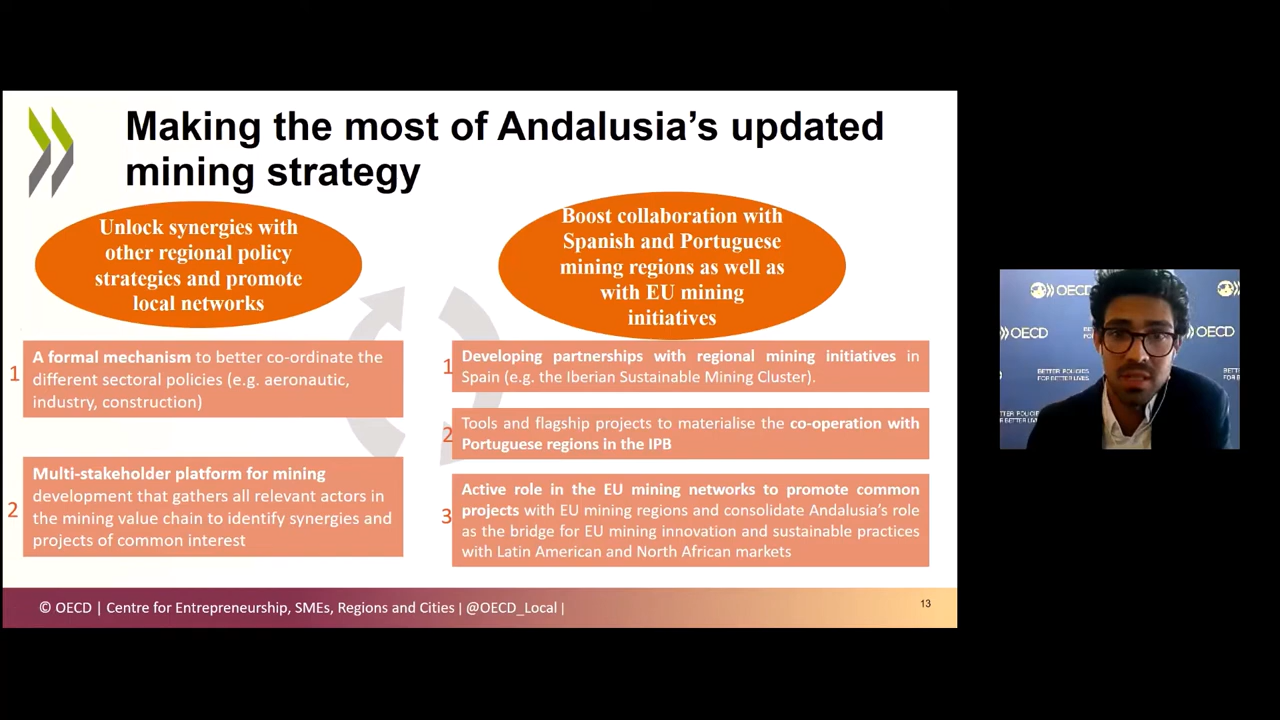 Making the most of Andalusia's updated
mining strategy
Unlock synergies with
other regional policy
strategies and promote
local networks
1
A formal mechanism to better co-ordinate the
different sectoral policies (e.g. aeronautic,
industry, construction)
2
Multi-stakeholder platform for mining
development that gathers all relevant actors in
the mining value chain to identify synergies and
projects of common interest
Boost collaboration with
Spanish and Portuguese
mining regions as well as
with EU mining
initiatives
1
Developing partnerships with regional mining initiatives in
Spain (e.g. the Iberian Sustainable Mining Cluster).
2
Tools and flagship projects to materialise the co-operation with
Portuguese regions in the IPB
3
Active role in the EU mining networks to promote common
projects with EU mining regions and consolidate Andalusia's role
as the bridge for EU mining innovation and sustainable practices
with Latin American and North African markets
© OECD | Centre for Entrepreneurship, SMEs, Regions and Cities | @OECD_Local |
13
OECD
OECD
OECD
BETTER POLICIES
FOR BETTER LIVES
BETTER POLICIES
FOR BETTER LIVES